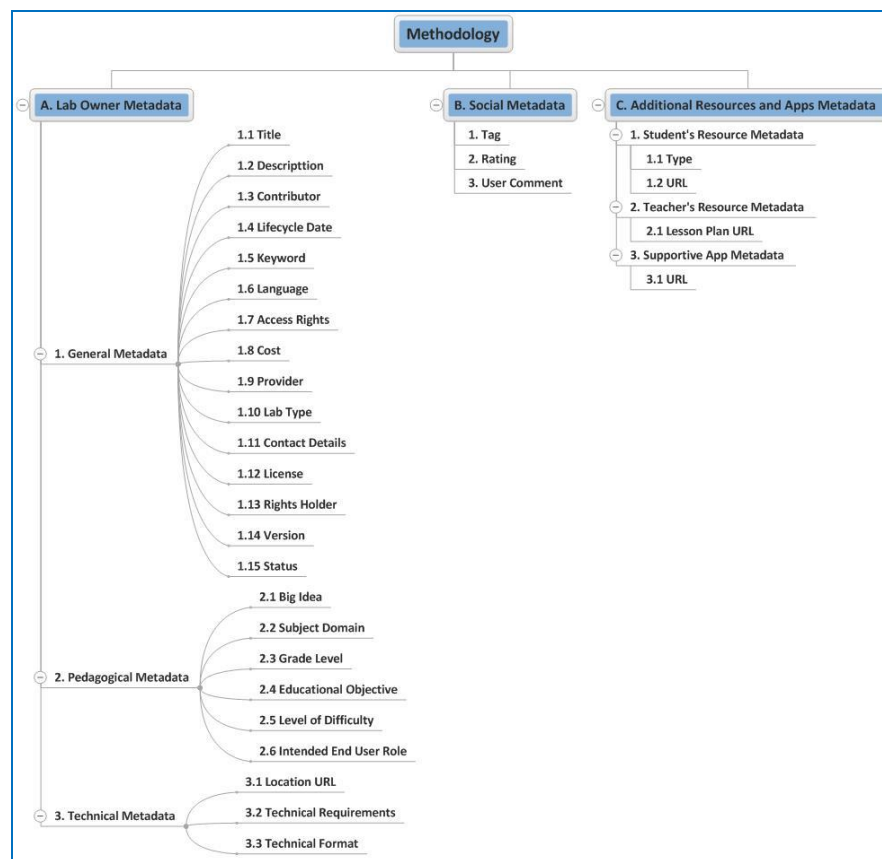 Methodology
A. Lab Owner Metadata
1. General Metadata
1.1 Title
1.2 Descripttion
1.3 Contributor
1.4 Lifecycle Date
1.5 Keyword
1.6 Language
1.7 Access Rights
1.8 Cost
1.9 Provider
1.10 Lab Type
1.11 Contact Details
1.12 License
1.13 Rights Holder
1.14 Version
1.15 Status
2. Pedagogical Metadata
2.1 Big Idea
2.2 Subject Domain
2.3 Grade Level
2.4 Educational Objective
2.5 Level of Difficulty
2.6 Intended End User Role
3. Technical Metadata
3.1 Location URL
3.2 Technical Requirements
3.3 Technical Format
B. Social Metadata
1. Tag
2. Rating
3. User Comment
C. Additional Resources and Apps Metadata
1. Student's Resource Metadata
1.1 Type
1.2 URL
2. Teacher's Resource Metadata
2.1 Lesson Plan URL
3. Supportive App Metadata
3.1 URL